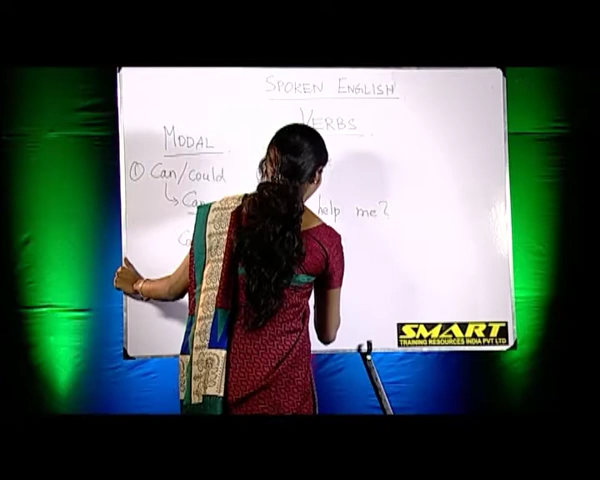 SPOKEN ENGLISH
VERBS
MODAL
① Can/could
help me?
SMART
TRAINING RESOURCES INDIA PVT LTD